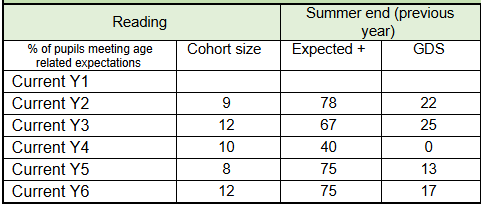 Reading Summer end (previous year)
% of pupils meeting age related expectations Cohort size Expected + GDS
Current Y1
Current Y2 9 78 22
Current Y3 12 67 25
Current Y4 10 40 0
Current Y5 8 75 13
Current Y6 12 75 17